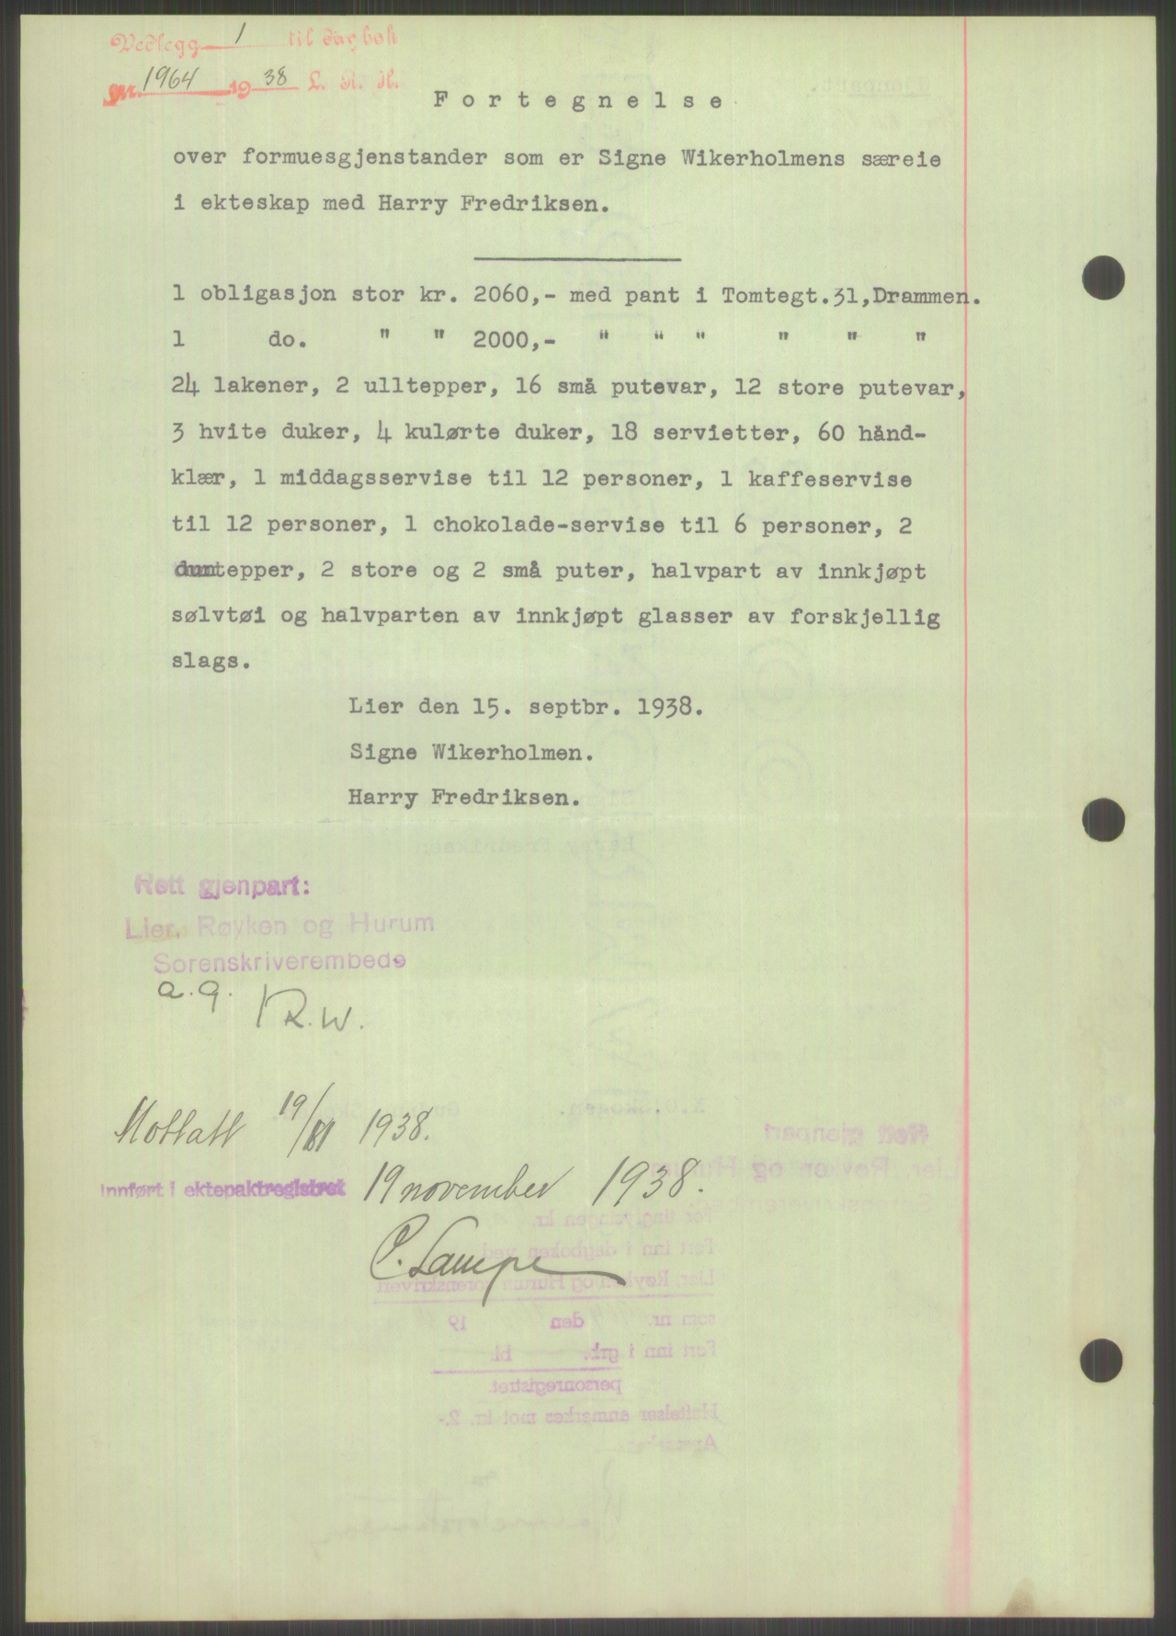 Vedlegg 1 til dagbok
nr. 1964 1938 L. R. H.
Fortegnelse
over formuesgjenstander som er Signe Wikerholmens særeie
i ekteskap med Harry Fredriksen.
1 obligasjon stor kr. 2060,- med pant i Tomtegt.31,Drammen.
1 do. " " 2000,- " " " " " "
24 lakener, 2 ulltepper, 16 små putevar, 12 store putevar,
3 hvite duker, 4 kulørte duker, 18 servietter, 60 hånd-
klær, 1 middagsservise til 12 personer, 1 kaffeservise
til 12 personer, 1 chokolade-servise til 6 personer, 2
duntepper, 2 store og 2 små puter, halvpart av innkjøpt
sølvtøi og halvparten av innkjøpt glasser av forskjellig
slags.
Lier den 15. septbr. 1938.
Signe Wikerholmen.
Harry Fredriksen.
Rett gjenpart:
Lier, Røyken og Hurum
Sorenskriverembede
R.W.
Mottatt 19/11 1938.
Innført i ektepaktregistret 19 november 1938.
C. Lampe